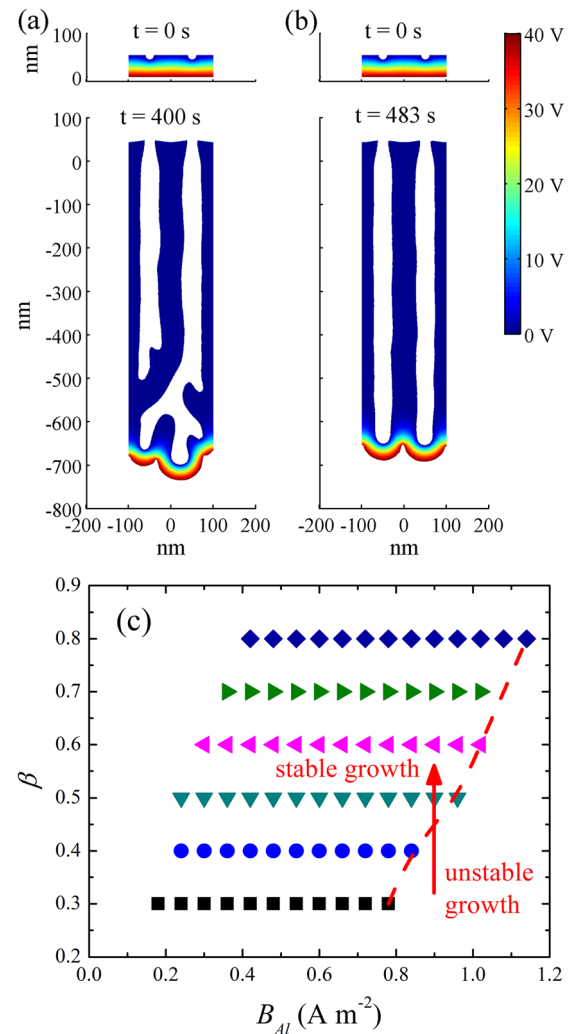 (a) t = 0 s (b) t = 0 s
100
nm
0
40 V
30 V
20 V
10 V
0 V
t = 400 s t = 483 s
100
0
-100
-200
-300
-400
-500
-600
-700
-800
nm
-200 -100 0 100 -200 -100 0 100 200
nm nm
(c)
0.9
0.8
0.7
0.6
0.5
0.4
0.3
0.2
β
stable growth
unstable
growth
0.0 0.2 0.4 0.6 0.8 1.0 1.2
B_Al (A m⁻²)